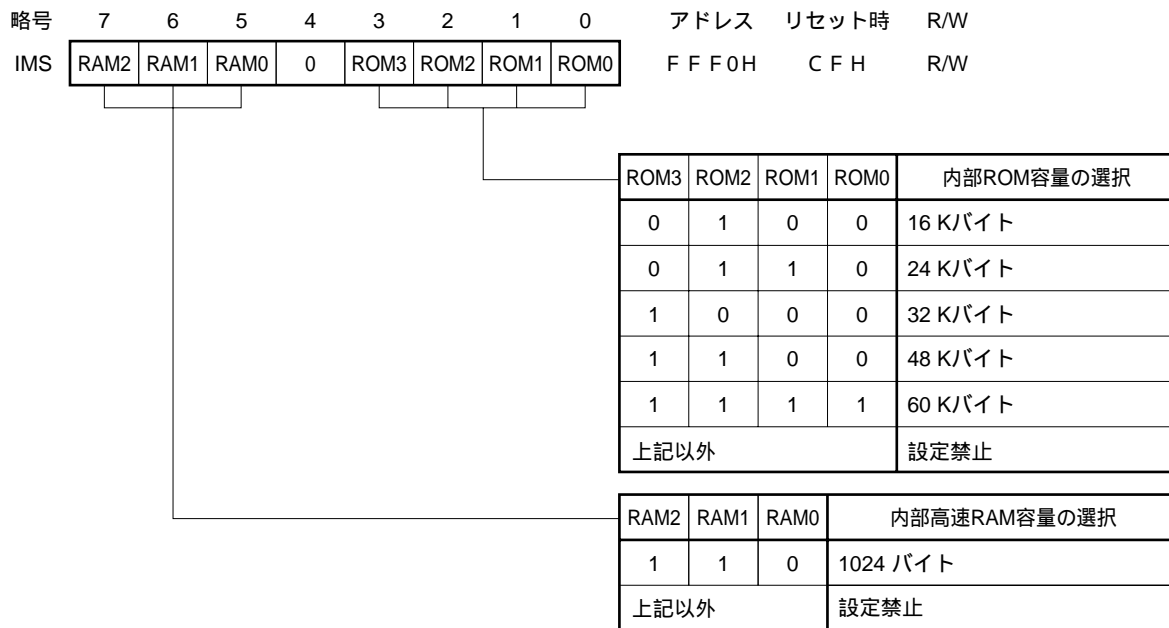 略号 7 6 5 4 3 2 1 0 アドレス リセット時 R/W
IMS RAM2 RAM1 RAM0 0 ROM3 ROM2 ROM1 ROM0 FFF0H CFH R/W
ROM3 ROM2 ROM1 ROM0 内部ROM容量の選択
0 1 0 0 16 Kバイト
0 1 1 0 24 Kバイト
1 0 0 0 32 Kバイト
1 1 0 0 48 Kバイト
1 1 1 1 60 Kバイト
上記以外 設定禁止
RAM2 RAM1 RAM0 内部高速RAM容量の選択
1 1 0 1024 バイト
上記以外 設定禁止